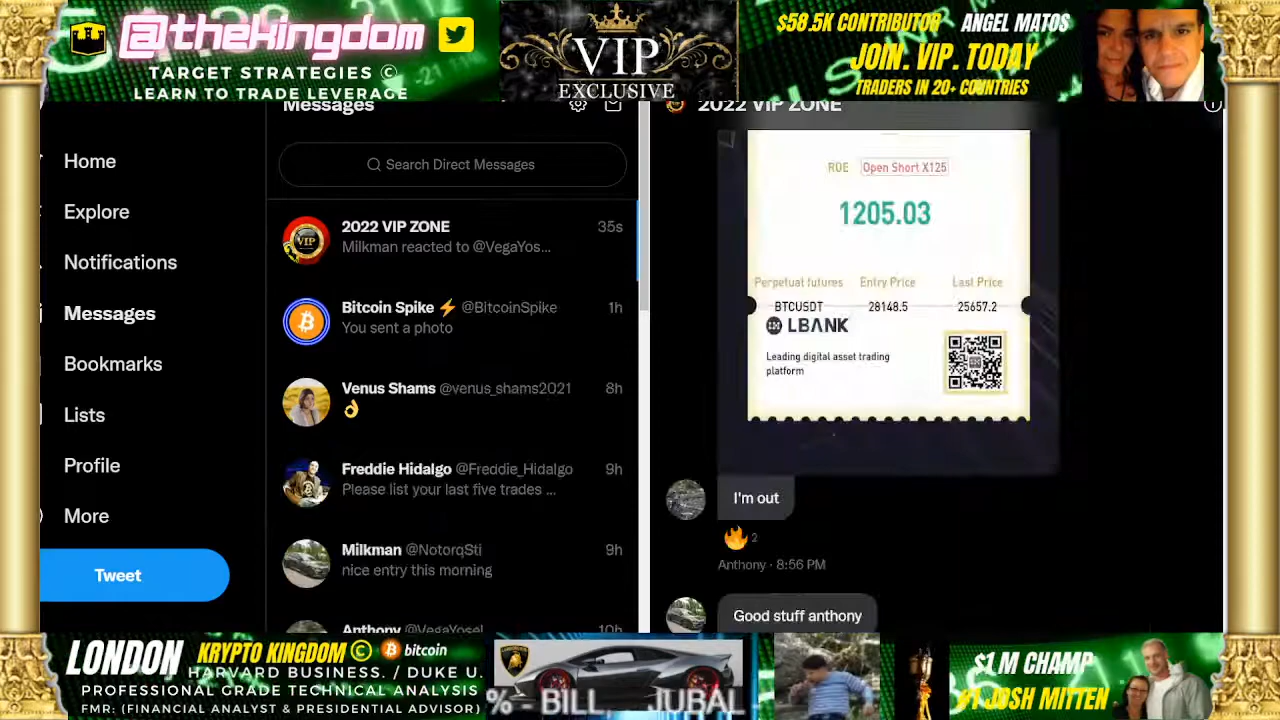 @thekingdom
TARGET STRATEGIES ©
LEARN TO TRADE LEVERAGE
VIP
EXCLUSIVE
$58.5K CONTRIBUTOR ANGEL MATOS
JOIN. VIP. TODAY
TRADERS IN 20+ COUNTRIES
Home
Explore
Notifications
Messages
Bookmarks
Lists
Profile
More
Tweet
Messages
Search Direct Messages
2022 VIP ZONE 35s
Milkman reacted to @VegaYos...
Bitcoin Spike ⚡ @BitcoinSpike 1h
You sent a photo
Venus Shams @venus_shams2021 8h
👌
Freddie Hidalgo @Freddie_Hidalgo 9h
Please list your last five trades ...
Milkman @NotorqSti 9h
nice entry this morning
Anthony @VegaYosel 10h
2022 VIP ZONE
ROE Open Short X125
1205.03
Perpetual futures Entry Price Last Price
BTCUSDT 28148.5 25657.2
LBANK
Leading digital asset trading
platform
I'm out
🔥 2
Anthony · 8:56 PM
Good stuff anthony
LONDON KRYPTO KINGDOM © bitcoin
HARVARD BUSINESS. / DUKE U.
PROFESSIONAL GRADE TECHNICAL ANALYSIS
FMR: (FINANCIAL ANALYST & PRESIDENTIAL ADVISOR)
%- BILL, JUBAL
$1M CHAMP
#1 JOSH MITTEN